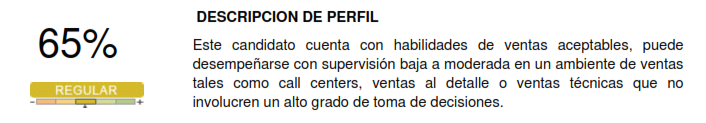 DESCRIPCION DE PERFIL
65%
Este candidato cuenta con habilidades de ventas aceptables, puede
desempeñarse con supervisión baja a moderada en un ambiente de ventas
tales como call centers, ventas al detalle o ventas técnicas que no
involucren un alto grado de toma de decisiones.
REGULAR
- +